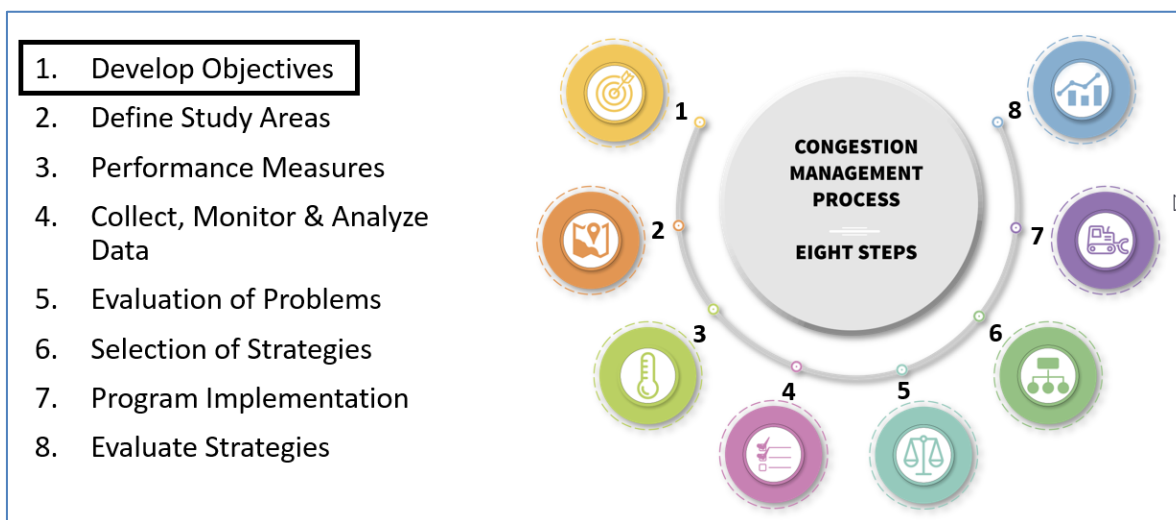 1. Develop Objectives
2. Define Study Areas
3. Performance Measures
4. Collect, Monitor & Analyze
Data
5. Evaluation of Problems
6. Selection of Strategies
7. Program Implementation
8. Evaluate Strategies
CONGESTION
MANAGEMENT
PROCESS
EIGHT STEPS
1
2
3
4
5
6
7
8